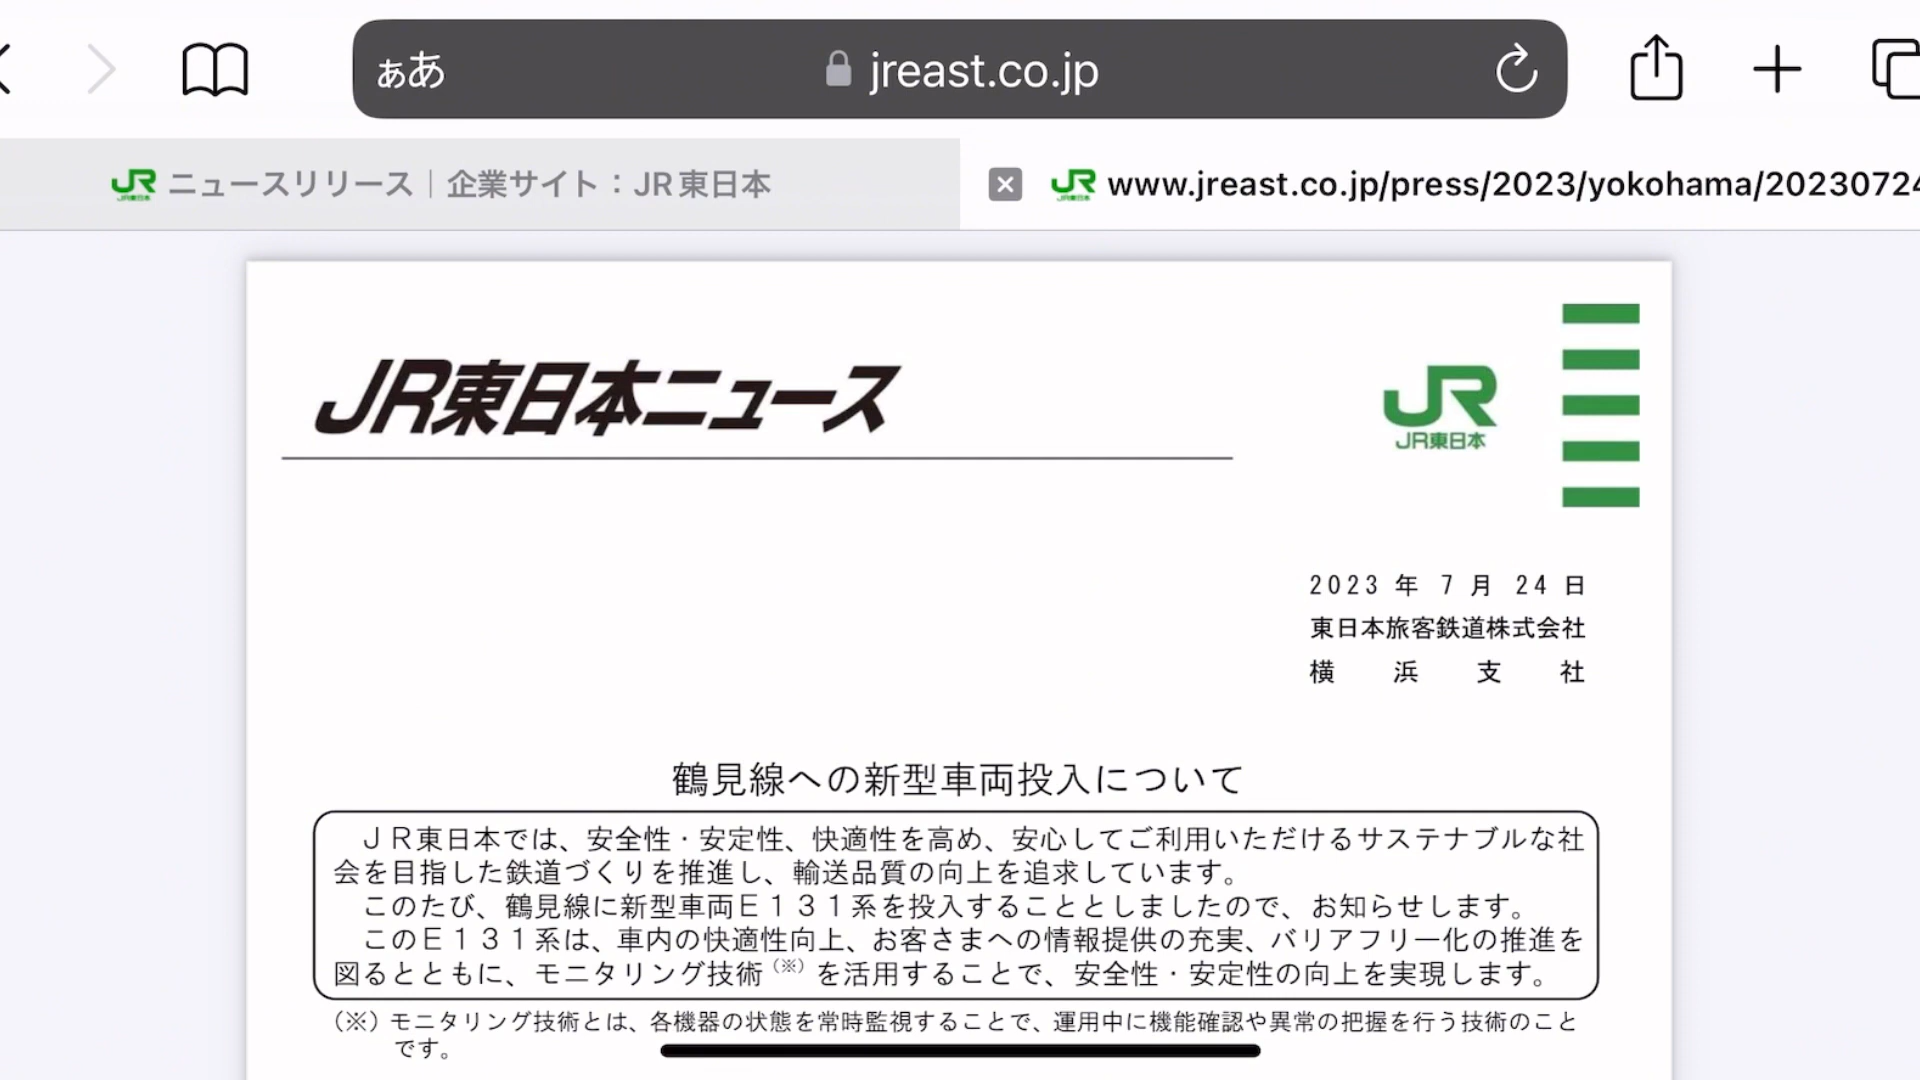 ぁあ
jreast.co.jp
JR ニュースリリース｜企業サイト：JR東日本
JR東日本
www.jreast.co.jp/press/2023/yokohama/2023072
JR東日本ニュース
JR
JR東日本
2023 年 7 月 24 日
東日本旅客鉄道株式会社
横浜支社
鶴見線への新型車両投入について
ＪＲ東日本では、安全性・安定性、快適性を高め、安心してご利用いただけるサステナブルな社
会を目指した鉄道づくりを推進し、輸送品質の向上を追求しています。
このたび、鶴見線に新型車両Ｅ１３１系を投入することとしましたので、お知らせします。
このＥ１３１系は、車内の快適性向上、お客さまへの情報提供の充実、バリアフリー化の推進を
図るとともに、モニタリング技術（※）を活用することで、安全性・安定性の向上を実現します。
（※）モニタリング技術とは、各機器の状態を常時監視することで、運用中に機能確認や異常の把握を行う技術のこと
です。